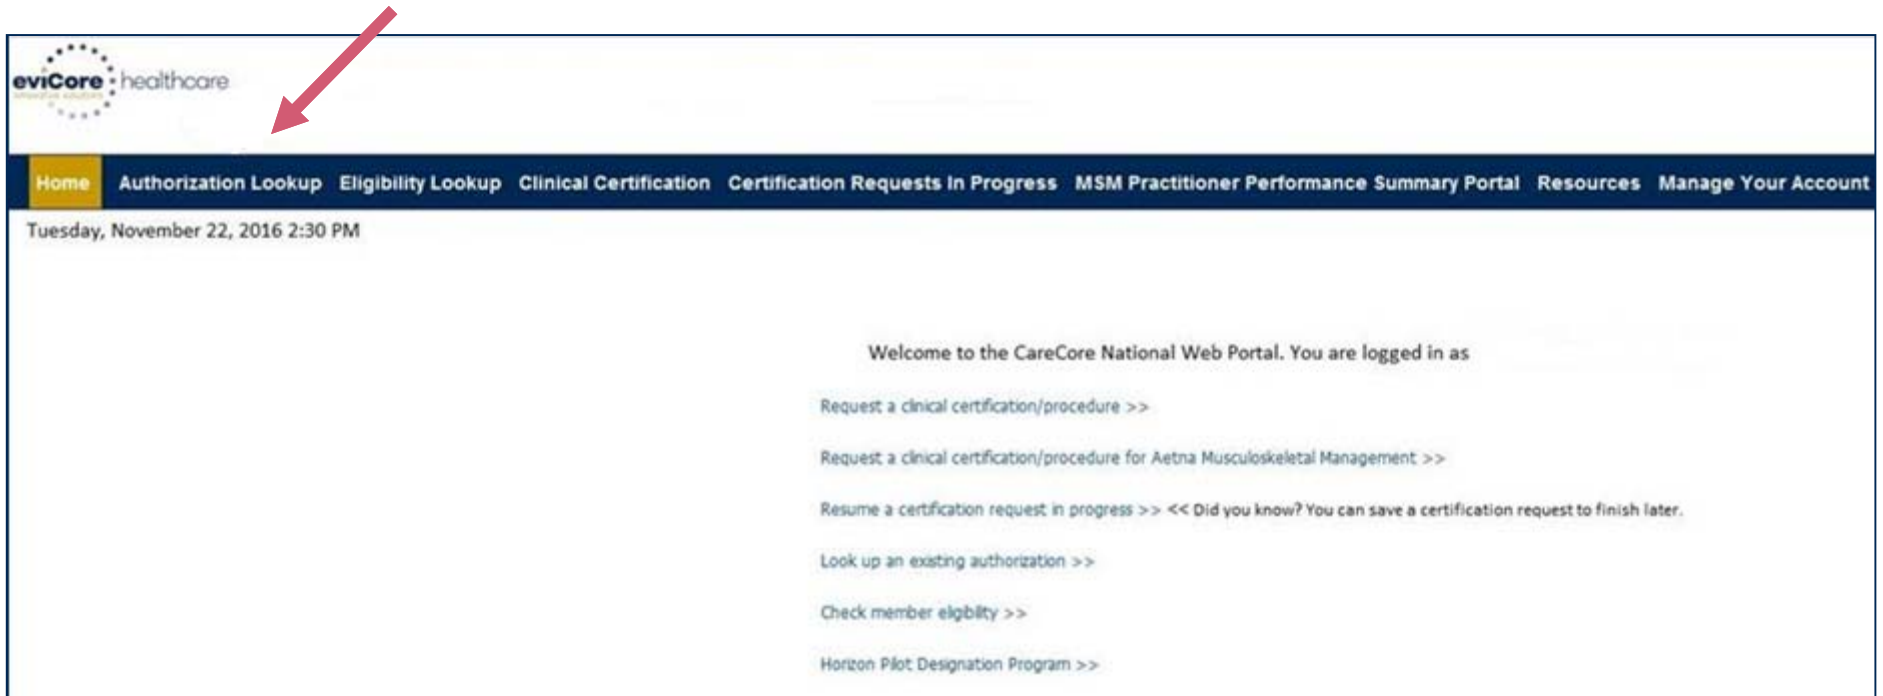 eviCore healthcare
innovative solutions
Home Authorization Lookup Eligibility Lookup Clinical Certification Certification Requests In Progress MSM Practitioner Performance Summary Portal Resources Manage Your Account
Tuesday, November 22, 2016 2:30 PM
Welcome to the CareCore National Web Portal. You are logged in as
Request a clinical certification/procedure >>
Request a clinical certification/procedure for Aetna Musculoskeletal Management >>
Resume a certification request in progress >> << Did you know? You can save a certification request to finish later.
Look up an existing authorization >>
Check member eligibility >>
Horizon Pilot Designation Program >>